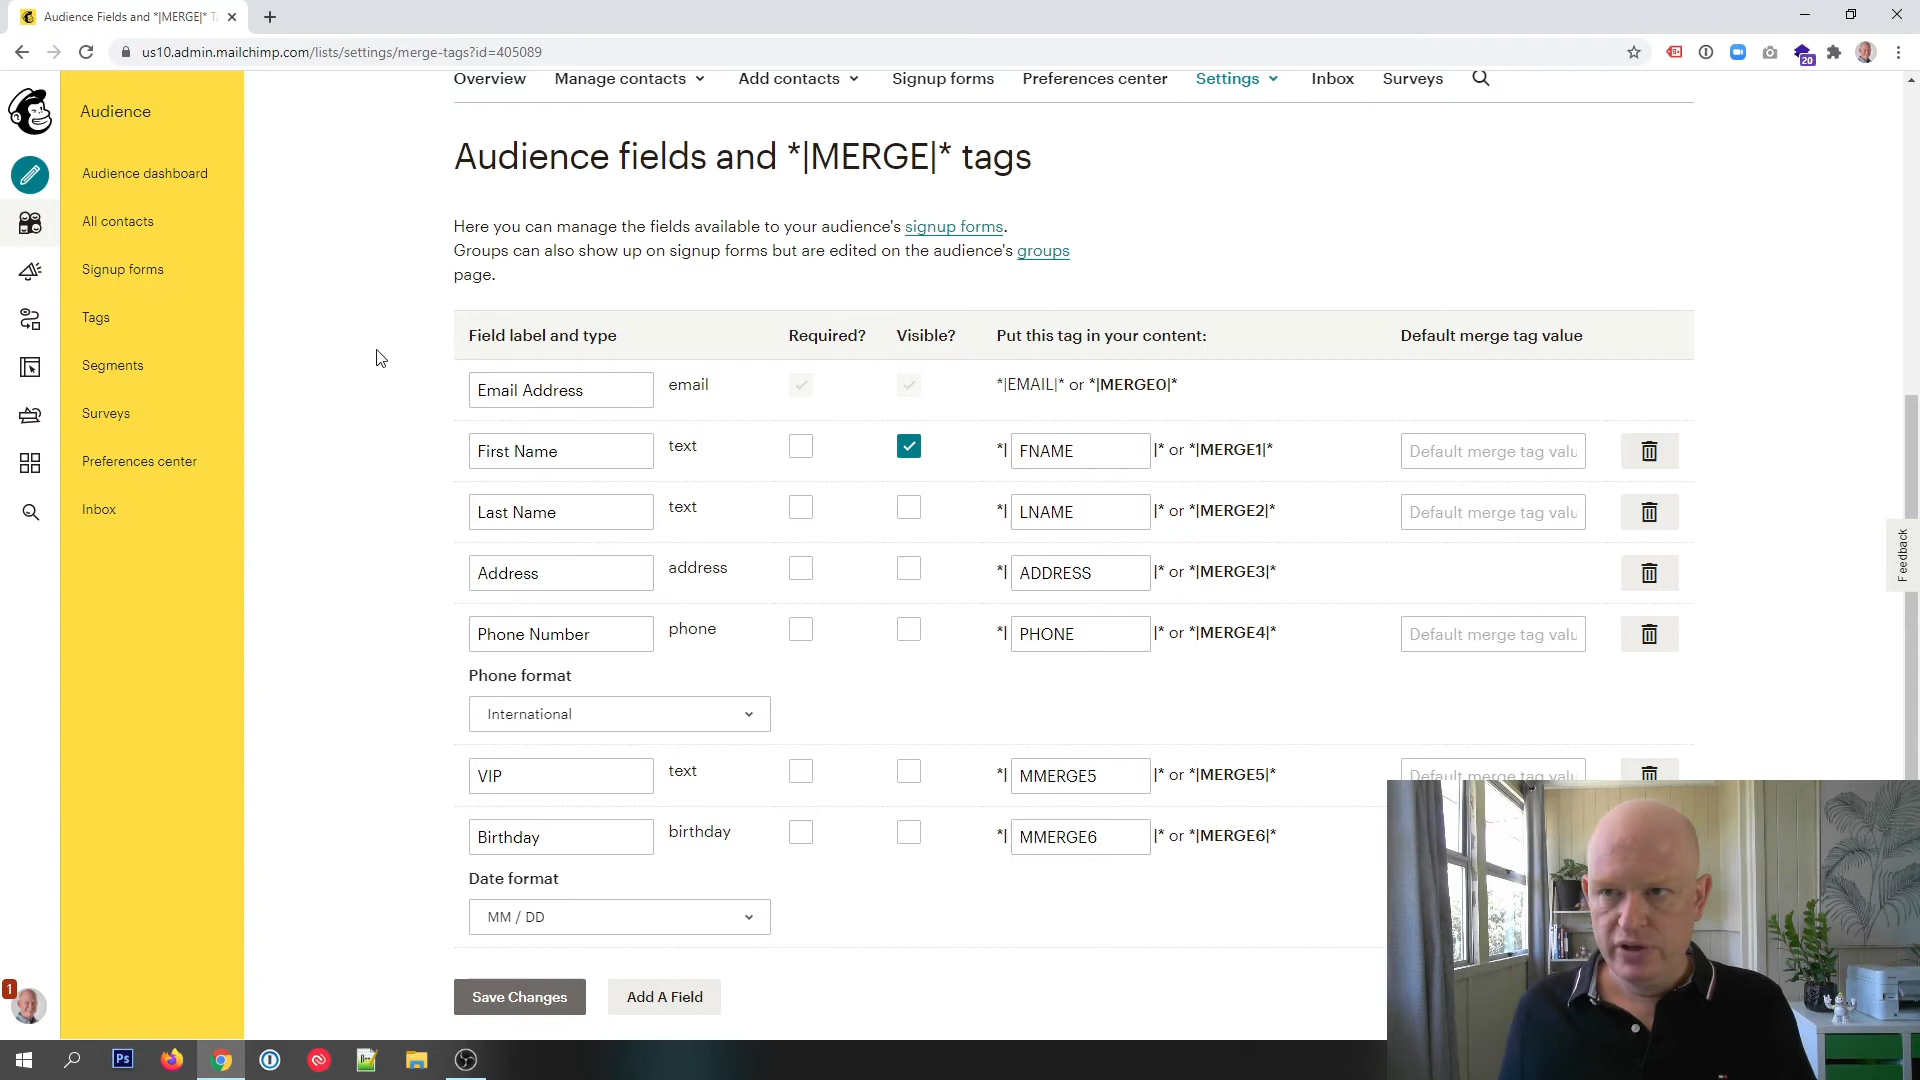 Audience Fields and *|MERGE|* T
us10.admin.mailchimp.com/lists/settings/merge-tags?id=405089
20
Overview
Manage contacts
Add contacts
Signup forms
Preferences center
Settings
Inbox
Surveys
Audience
Audience dashboard
All contacts
Signup forms
Tags
Segments
Surveys
Preferences center
Inbox
1
Audience fields and *|MERGE|* tags
Here you can manage the fields available to your audience's signup forms.
Groups can also show up on signup forms but are edited on the audience's groups
page.
Field label and type
Required?
Visible?
Put this tag in your content:
Default merge tag value
Email Address
email
*|EMAIL|* or *|MERGE0|*
First Name
text
*| FNAME |* or *|MERGE1|*
Default merge tag valu
Last Name
text
*| LNAME |* or *|MERGE2|*
Default merge tag valu
Address
address
*| ADDRESS |* or *|MERGE3|*
Phone Number
phone
*| PHONE |* or *|MERGE4|*
Default merge tag valu
Phone format
International
VIP
text
*| MMERGE5 |* or *|MERGE5|*
Default merge tag valu
Birthday
birthday
*| MMERGE6 |* or *|MERGE6|*
Date format
MM / DD
Save Changes
Add A Field
Feedback
Ps